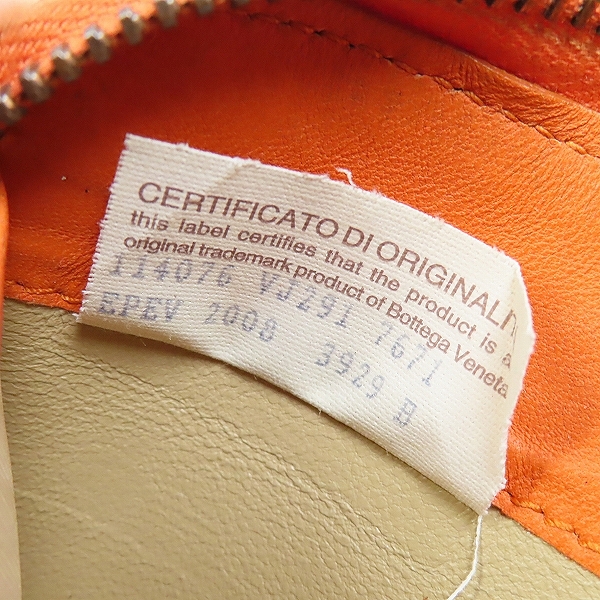 CERTIFICATO DI ORIGINALI
this label certifies that the product is a
original trademark product of Bottega Veneta
114076 VJ291 7671
EPEV 2008 3929 B